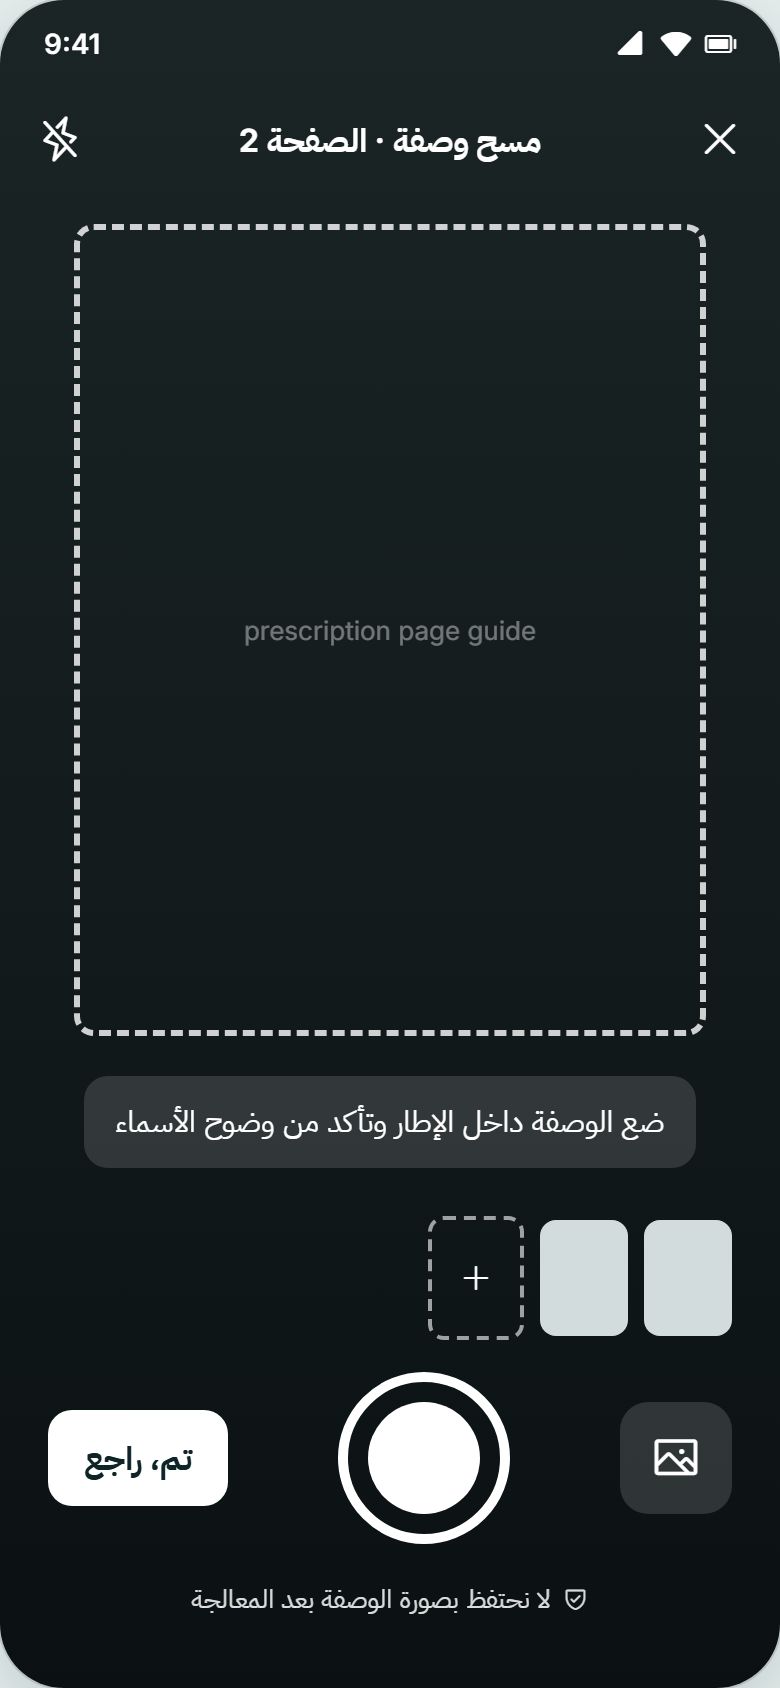 9:41
مسح وصفة · الصفحة 2
prescription page guide
ضع الوصفة داخل الإطار وتأكد من وضوح الأسماء
تم، راجع
لا نحتفظ بصورة الوصفة بعد المعالجة